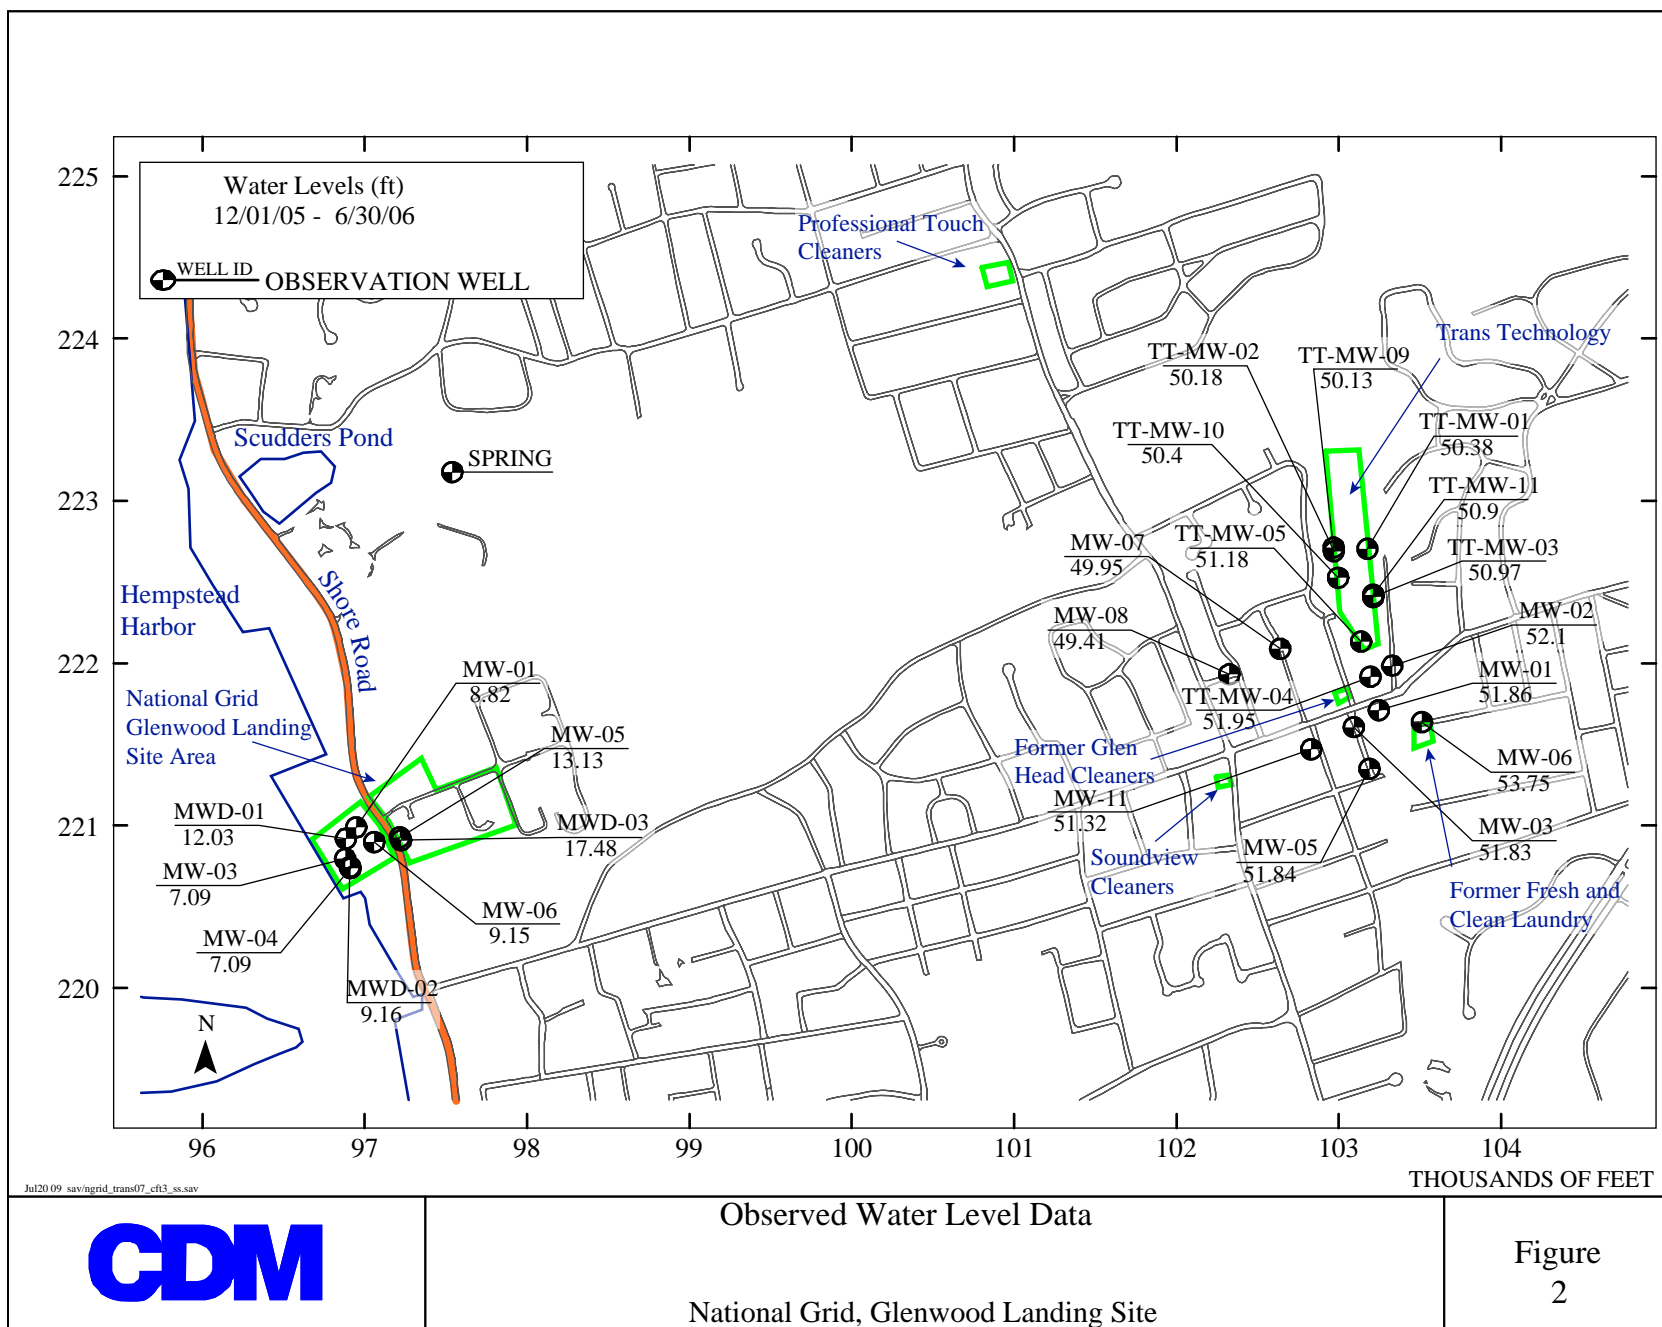 Water Levels (ft)
12/01/05 - 6/30/06
WELL ID
OBSERVATION WELL
225
224
223
222
221
220
96
97
98
99
100
101
102
103
104
THOUSANDS OF FEET
Professional Touch
Cleaners
Trans Technology
TT-MW-02
50.18
TT-MW-09
50.13
TT-MW-10
50.4
TT-MW-01
50.38
TT-MW-11
50.9
TT-MW-05
51.18
TT-MW-03
50.97
MW-07
49.95
MW-08
49.41
MW-02
52.1
MW-01
51.86
TT-MW-04
51.95
MW-06
53.75
MW-03
51.83
MW-05
51.84
MW-11
51.32
Former Glen
Head Cleaners
Soundview
Cleaners
Former Fresh and
Clean Laundry
Scudders Pond
SPRING
Shore Road
Hempstead
Harbor
National Grid
Glenwood Landing
Site Area
MW-01
8.82
MW-05
13.13
MWD-01
12.03
MWD-03
17.48
MW-03
7.09
MW-06
9.15
MW-04
7.09
MWD-02
9.16
N
Jul20 09 sav/ngrid_trans07_cft3_ss.sav
CDM
Observed Water Level Data
National Grid, Glenwood Landing Site
Figure
2